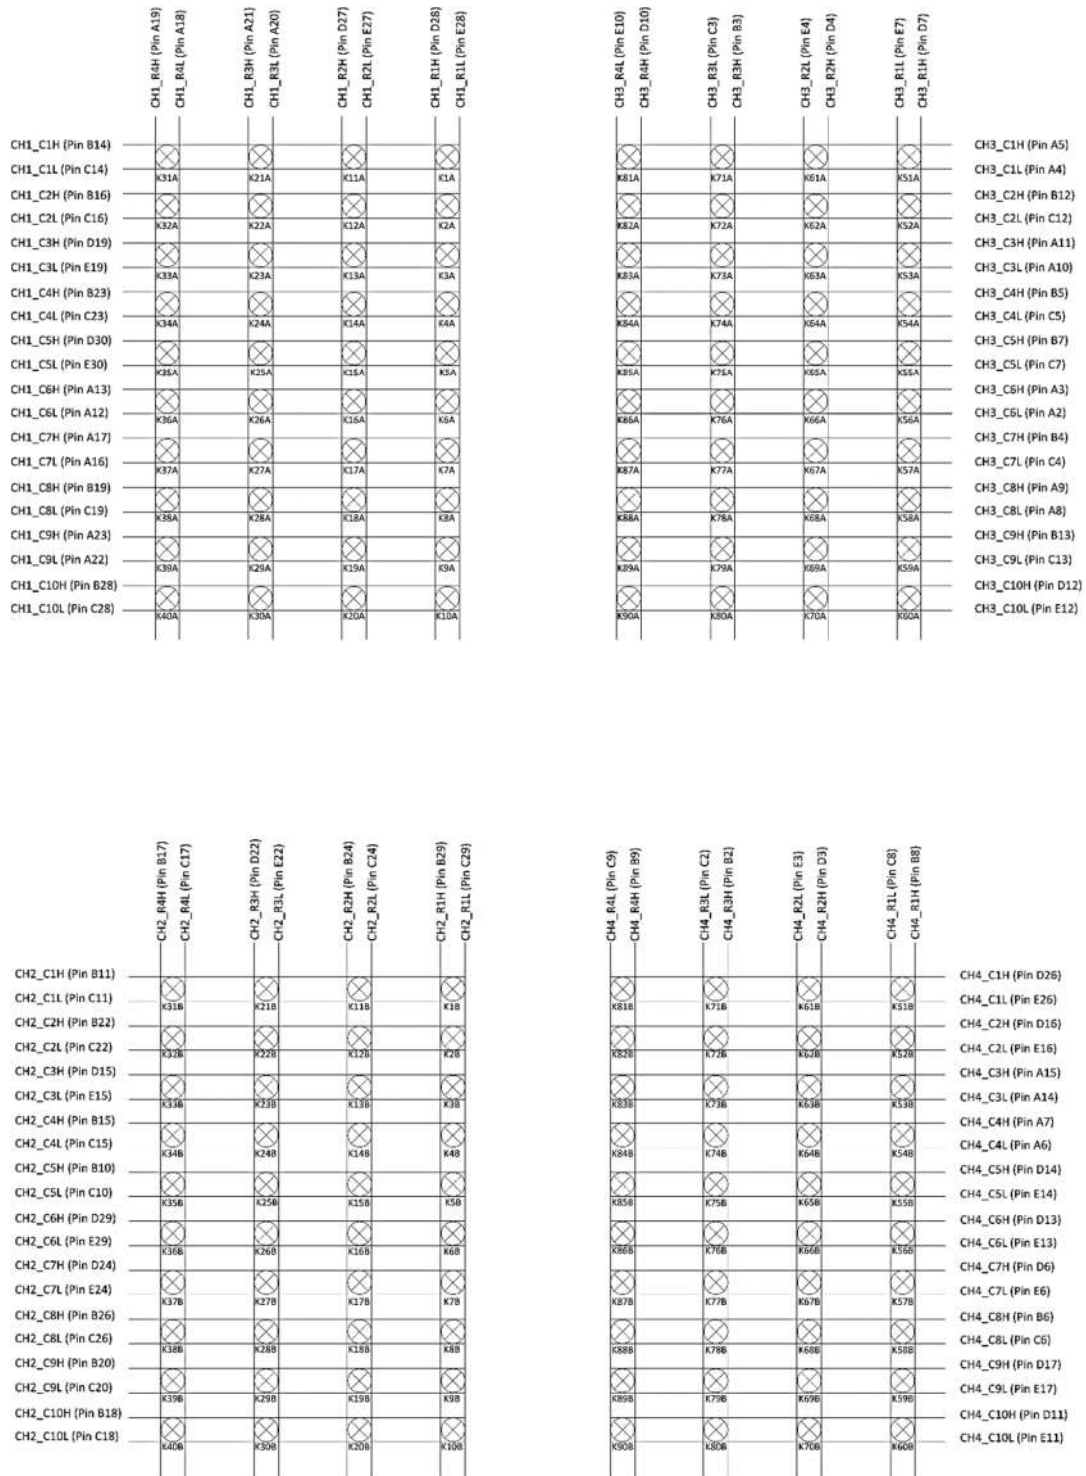 CH1_R4H (Pin A19)
CH1_R4L (Pin A18)
CH1_R3H (Pin A21)
CH1_R3L (Pin A20)
CH1_R2H (Pin D27)
CH1_R2L (Pin E27)
CH1_R1H (Pin D28)
CH1_R1L (Pin E28)
CH1_C1H (Pin B14)
CH1_C1L (Pin C14)
K31A K21A K11A K1A
CH1_C2H (Pin B16)
CH1_C2L (Pin C16)
K32A K22A K12A K2A
CH1_C3H (Pin D19)
CH1_C3L (Pin E19)
K33A K23A K13A K3A
CH1_C4H (Pin B23)
CH1_C4L (Pin C23)
K34A K24A K14A K4A
CH1_C5H (Pin D30)
CH1_C5L (Pin E30)
K35A K25A K15A K5A
CH1_C6H (Pin A13)
CH1_C6L (Pin A12)
K36A K26A K16A K6A
CH1_C7H (Pin A17)
CH1_C7L (Pin A16)
K37A K27A K17A K7A
CH1_C8H (Pin B19)
CH1_C8L (Pin C19)
K38A K28A K18A K8A
CH1_C9H (Pin A23)
CH1_C9L (Pin A22)
K39A K29A K19A K9A
CH1_C10H (Pin B28)
CH1_C10L (Pin C28)
K40A K30A K20A K10A
CH3_R4L (Pin E10)
CH3_R4H (Pin D10)
CH3_R3L (Pin C3)
CH3_R3H (Pin B3)
CH3_R2L (Pin E4)
CH3_R2H (Pin D4)
CH3_R1L (Pin E7)
CH3_R1H (Pin D7)
CH3_C1H (Pin A5)
CH3_C1L (Pin A4)
K81A K71A K61A K51A
CH3_C2H (Pin B12)
CH3_C2L (Pin C12)
K82A K72A K62A K52A
CH3_C3H (Pin A11)
CH3_C3L (Pin A10)
K83A K73A K63A K53A
CH3_C4H (Pin B5)
CH3_C4L (Pin C5)
K84A K74A K64A K54A
CH3_C5H (Pin B7)
CH3_C5L (Pin C7)
K85A K75A K65A K55A
CH3_C6H (Pin A3)
CH3_C6L (Pin A2)
K86A K76A K66A K56A
CH3_C7H (Pin B4)
CH3_C7L (Pin C4)
K87A K77A K67A K57A
CH3_C8H (Pin A9)
CH3_C8L (Pin A8)
K88A K78A K68A K58A
CH3_C9H (Pin B13)
CH3_C9L (Pin C13)
K89A K79A K69A K59A
CH3_C10H (Pin D12)
CH3_C10L (Pin E12)
K90A K80A K70A K60A
CH2_R4H (Pin B17)
CH2_R4L (Pin C17)
CH2_R3H (Pin D22)
CH2_R3L (Pin E22)
CH2_R2H (Pin B24)
CH2_R2L (Pin C24)
CH2_R1H (Pin B29)
CH2_R1L (Pin C29)
CH2_C1H (Pin B11)
CH2_C1L (Pin C11)
K31B K21B K11B K1B
CH2_C2H (Pin B22)
CH2_C2L (Pin C22)
K32B K22B K12B K2B
CH2_C3H (Pin D15)
CH2_C3L (Pin E15)
K33B K23B K13B K3B
CH2_C4H (Pin B15)
CH2_C4L (Pin C15)
K34B K24B K14B K4B
CH2_C5H (Pin B10)
CH2_C5L (Pin C10)
K35B K25B K15B K5B
CH2_C6H (Pin D29)
CH2_C6L (Pin E29)
K36B K26B K16B K6B
CH2_C7H (Pin D24)
CH2_C7L (Pin E24)
K37B K27B K17B K7B
CH2_C8H (Pin B26)
CH2_C8L (Pin C26)
K38B K28B K18B K8B
CH2_C9H (Pin B20)
CH2_C9L (Pin C20)
K39B K29B K19B K9B
CH2_C10H (Pin B18)
CH2_C10L (Pin C18)
K40B K30B K20B K10B
CH4_R4L (Pin C9)
CH4_R4H (Pin B9)
CH4_R3L (Pin C2)
CH4_R3H (Pin B2)
CH4_R2L (Pin E3)
CH4_R2H (Pin D3)
CH4_R1L (Pin C8)
CH4_R1H (Pin B8)
CH4_C1H (Pin D26)
CH4_C1L (Pin E26)
K81B K71B K61B K51B
CH4_C2H (Pin D16)
CH4_C2L (Pin E16)
K82B K72B K62B K52B
CH4_C3H (Pin A15)
CH4_C3L (Pin A14)
K83B K73B K63B K53B
CH4_C4H (Pin A7)
CH4_C4L (Pin A6)
K84B K74B K64B K54B
CH4_C5H (Pin D14)
CH4_C5L (Pin E14)
K85B K75B K65B K55B
CH4_C6H (Pin D13)
CH4_C6L (Pin E13)
K86B K76B K66B K56B
CH4_C7H (Pin D6)
CH4_C7L (Pin E6)
K87B K77B K67B K57B
CH4_C8H (Pin B6)
CH4_C8L (Pin C6)
K88B K78B K68B K58B
CH4_C9H (Pin D17)
CH4_C9L (Pin E17)
K89B K79B K69B K59B
CH4_C10H (Pin D11)
CH4_C10L (Pin E11)
K90B K80B K70B K60B